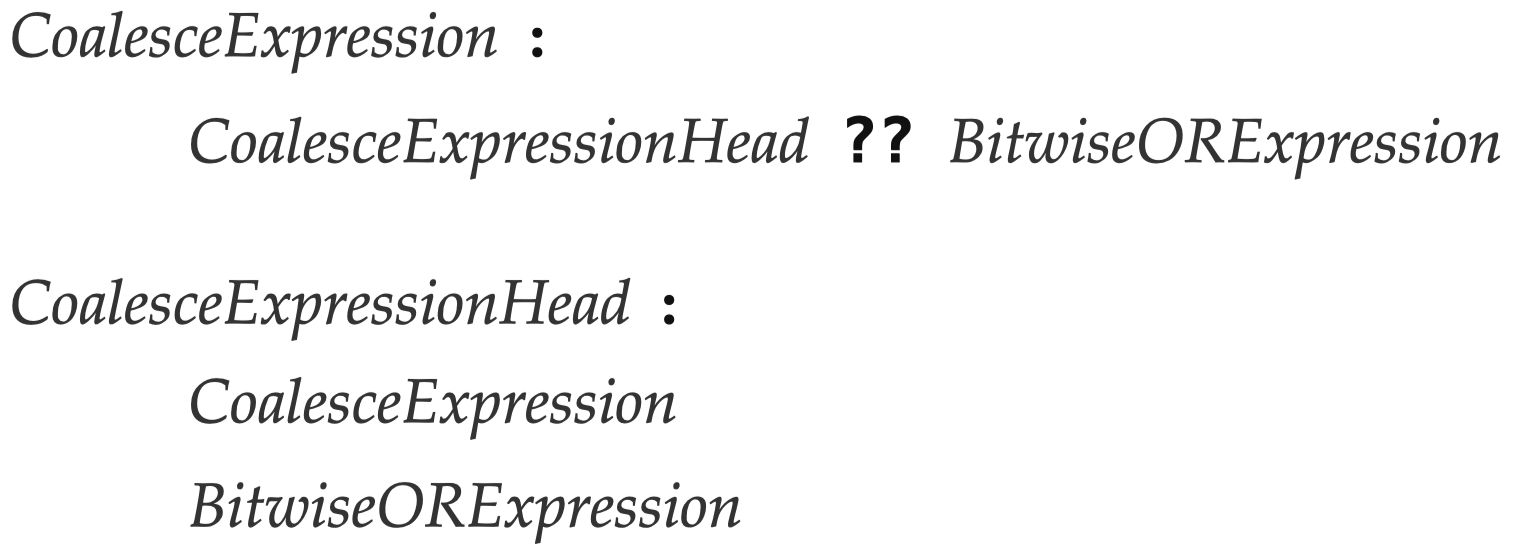 CoalesceExpression :
CoalesceExpressionHead ?? BitwiseORExpression
CoalesceExpressionHead :
CoalesceExpression
BitwiseORExpression